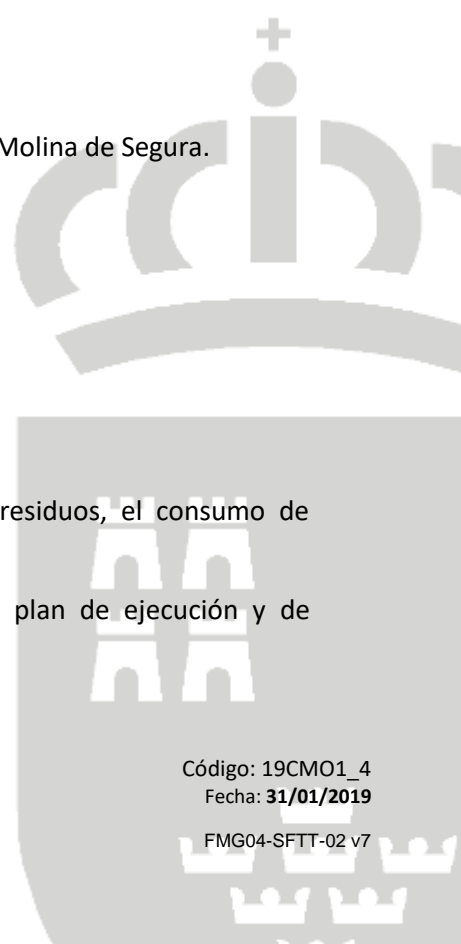 Molina de Segura.
residuos, el consumo de
plan de ejecución y de
Código: 19CMO1_4
Fecha: 31/01/2019
FMG04-SFTT-02 v7